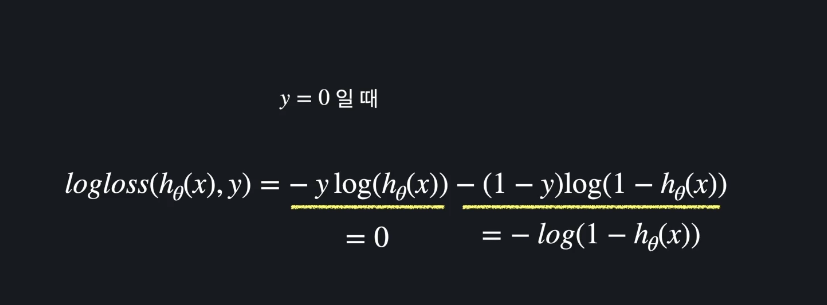 y = 0 일 때
logloss(hθ(x), y) = − y log(hθ(x)) − (1 − y)log(1 − hθ(x))
= 0 = − log(1 − hθ(x))